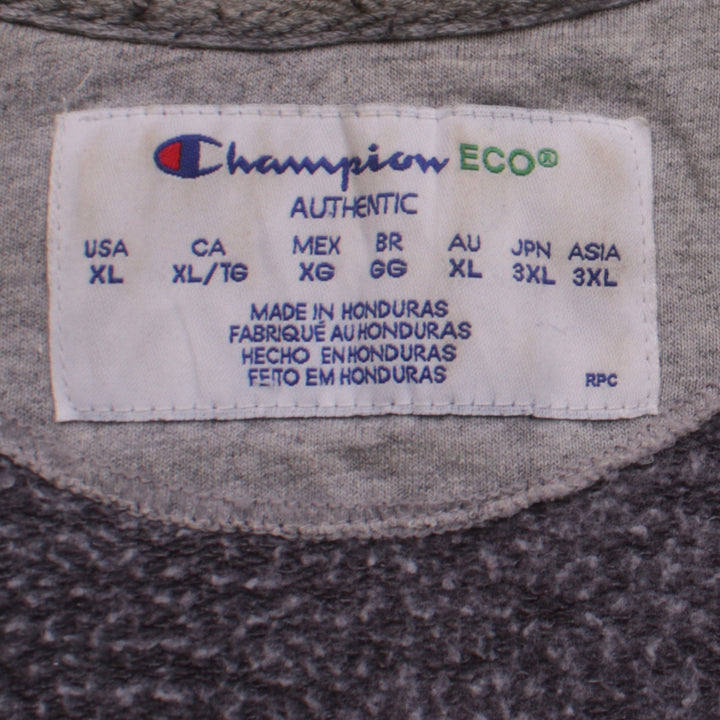 Champion ECO®
AUTHENTIC
USA CA MEX BR AU JPN ASIA
XL XL/TG XG GG XL 3XL 3XL
MADE IN HONDURAS
FABRIQUÉ AU HONDURAS
HECHO EN HONDURAS
FEITO EM HONDURAS
RPC